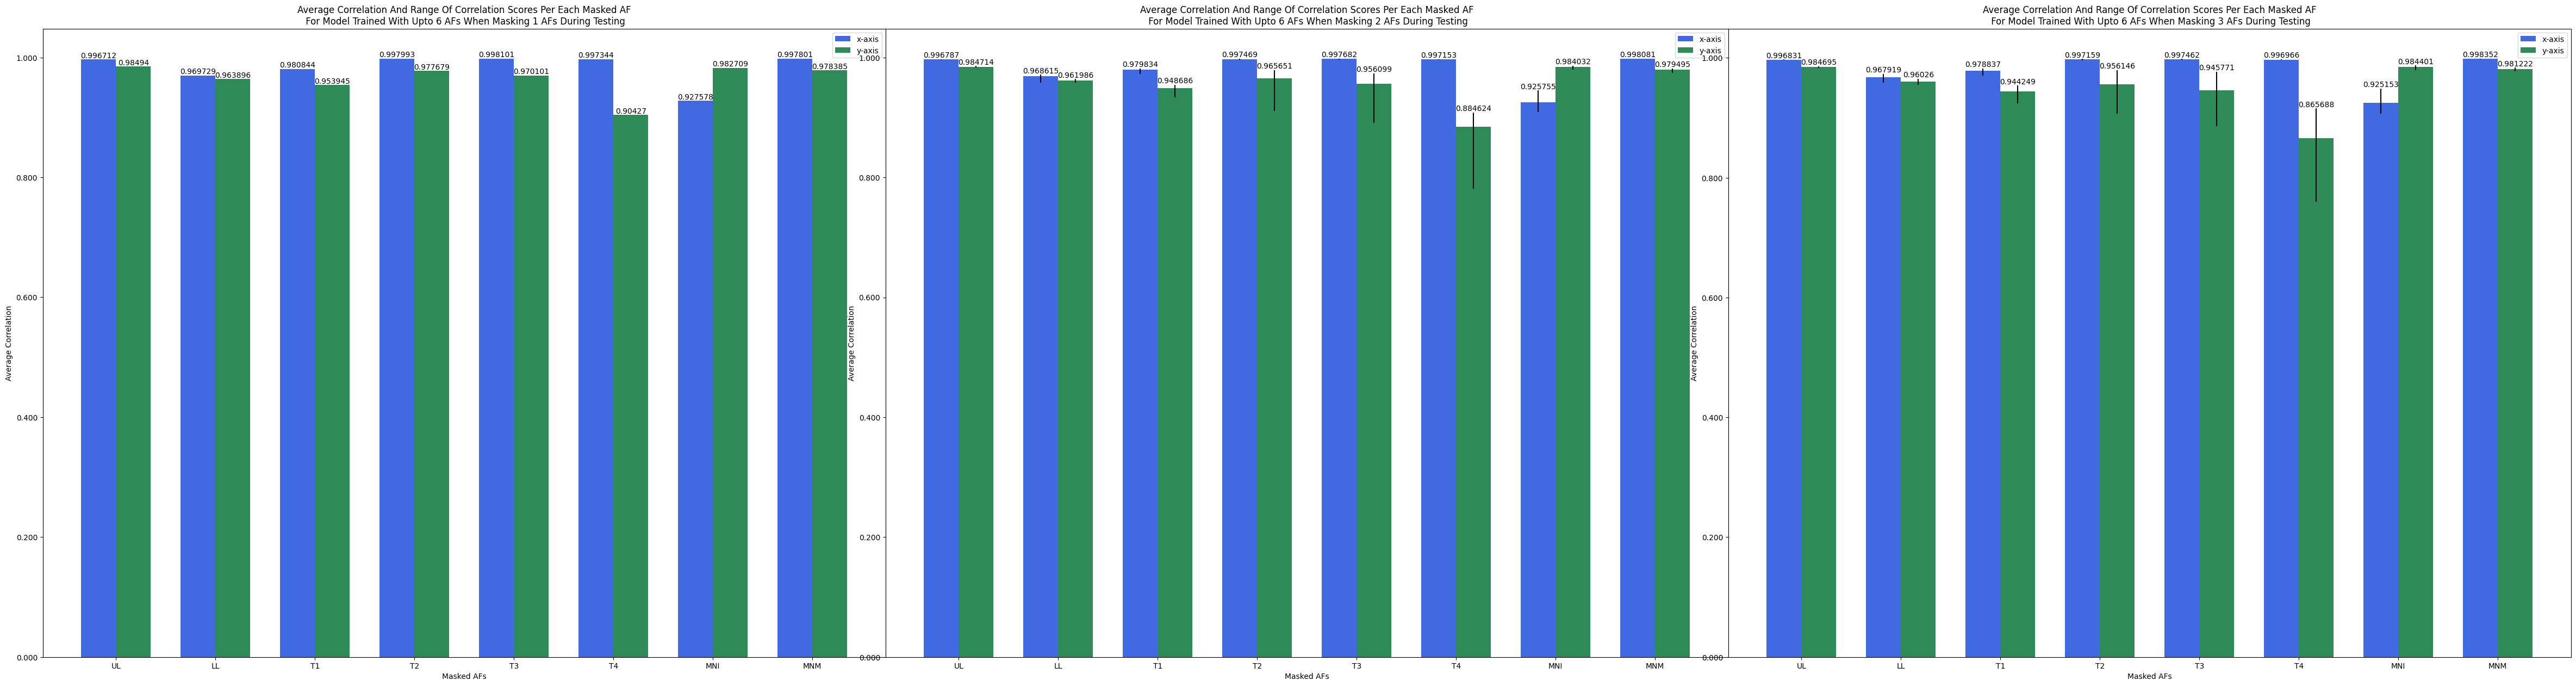 Average Correlation And Range Of Correlation Scores Per Each Masked AF
For Model Trained With Upto 6 AFs When Masking 1 AFs During Testing
x-axis
y-axis
0.996712
0.98494
0.969729
0.963896
0.980844
0.953945
0.997993
0.977679
0.998101
0.970101
0.997344
0.90427
0.927578
0.982709
0.997801
0.978385
1.000
0.800
0.600
0.400
0.200
0.000
Average Correlation
UL
LL
T1
T2
T3
T4
MNI
MNM
Masked AFs
Average Correlation And Range Of Correlation Scores Per Each Masked AF
For Model Trained With Upto 6 AFs When Masking 2 AFs During Testing
x-axis
y-axis
0.996787
0.984714
0.968615
0.961986
0.979834
0.948686
0.997469
0.965651
0.997682
0.956099
0.997153
0.884624
0.925755
0.984032
0.998081
0.979495
1.000
0.800
0.600
0.400
0.200
0.000
Average Correlation
UL
LL
T1
T2
T3
T4
MNI
MNM
Masked AFs
Average Correlation And Range Of Correlation Scores Per Each Masked AF
For Model Trained With Upto 6 AFs When Masking 3 AFs During Testing
x-axis
y-axis
0.996831
0.984695
0.967919
0.96026
0.978837
0.944249
0.997159
0.956146
0.997462
0.945771
0.996966
0.865688
0.925153
0.984401
0.998352
0.981222
1.000
0.800
0.600
0.400
0.200
0.000
Average Correlation
UL
LL
T1
T2
T3
T4
MNI
MNM
Masked AFs